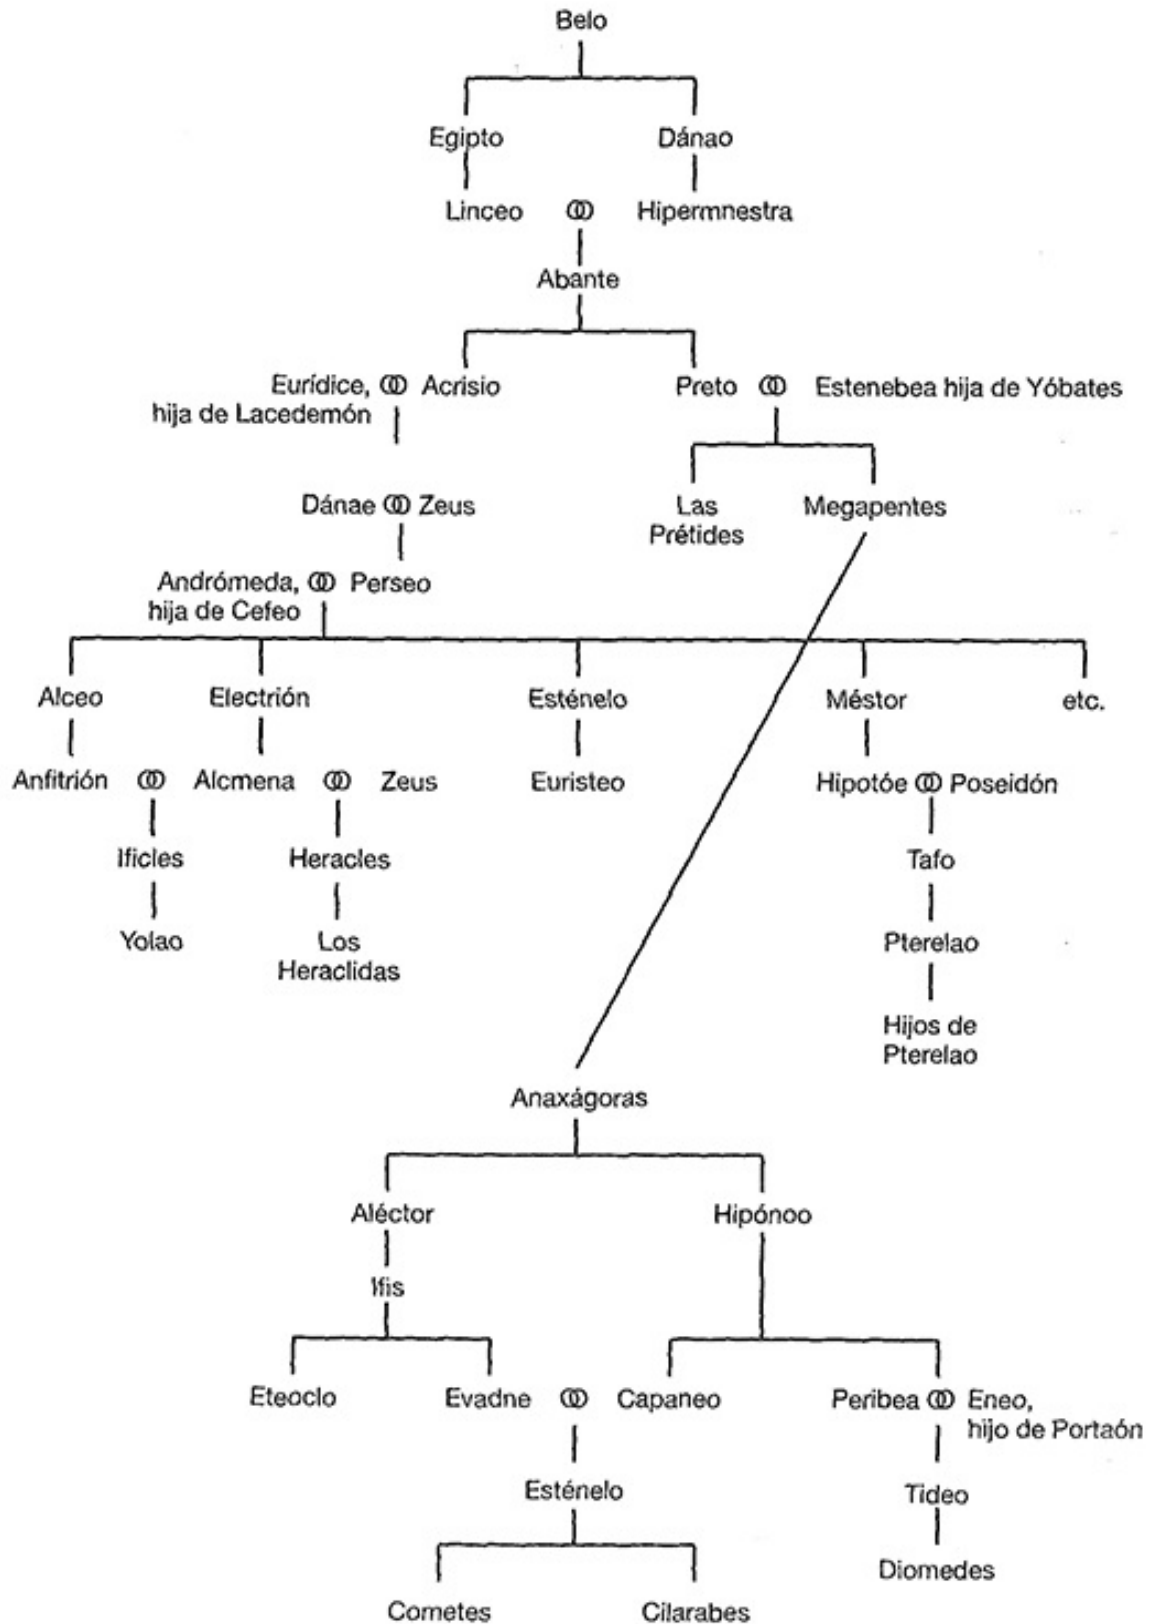 Belo
Egipto Dánao
Linceo Hipermnestra
Abante
Eurídice, Acrisio Preto Estenebea hija de Yóbates
hija de Lacedemón
Dánae Zeus Las Megapentes
Prétides
Andrómeda, Perseo
hija de Cefeo
Alceo Electrión Esténelo Méstor etc.
Anfitrión Alcmena Zeus Euristeo Hipotóe Poseidón
Ificles Heracles Tafo
Yolao Los Pterelao
Heraclidas
Hijos de
Pterelao
Anaxágoras
Aléctor Hipónoo
Ifis
Eteoclo Evadne Capaneo Peribea Eneo,
hijo de Portaón
Esténelo Tideo
Diomedes
Cometes Cilarabes